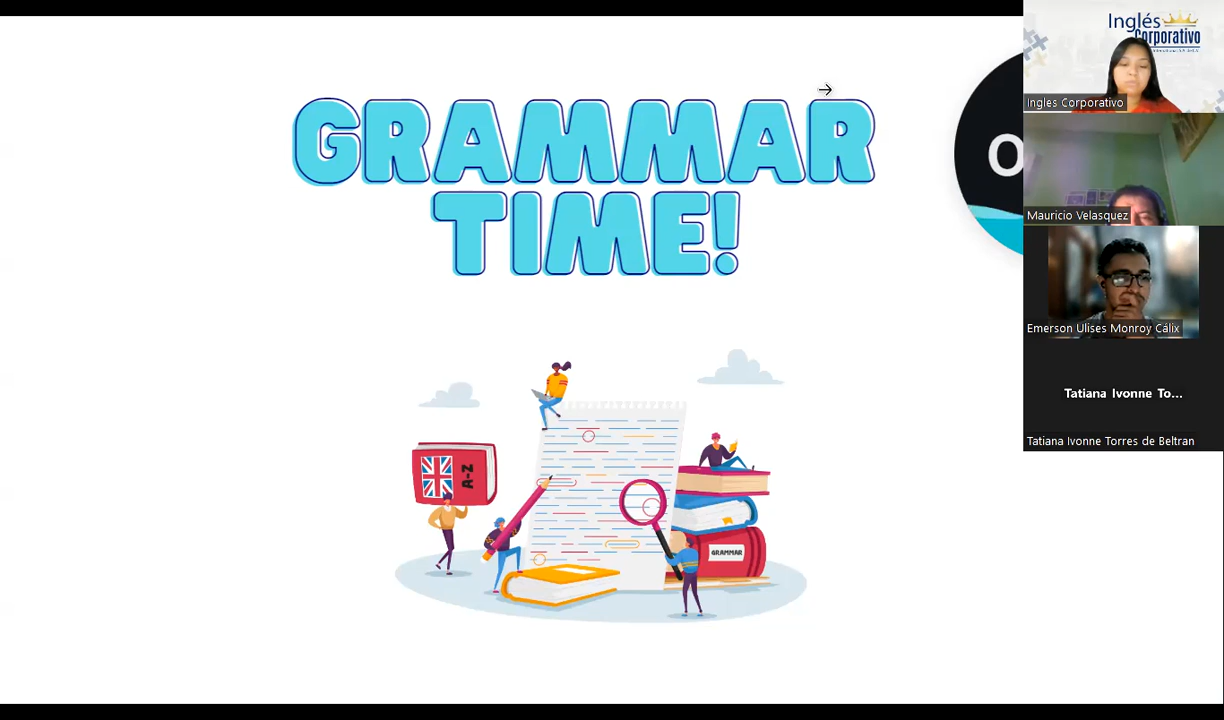 GRAMMAR
TIME!
A-Z
GRAMMAR
O
Inglés
Corporativo
Ingles Corporativo
Mauricio Velasquez
Emerson Ulises Monroy Cálix
Tatiana Ivonne To...
Tatiana Ivonne Torres de Beltran